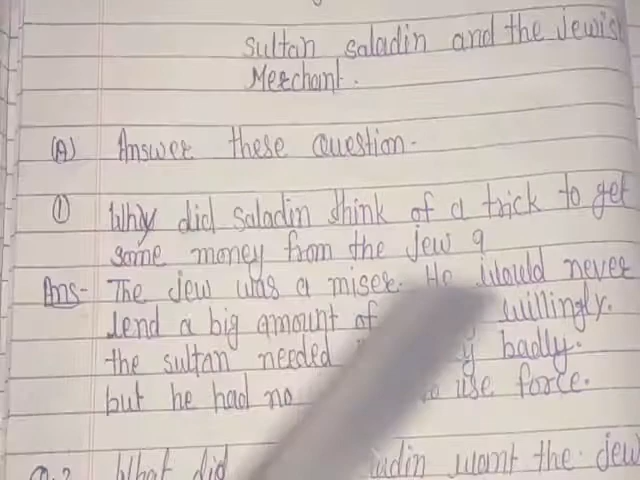 sultan saladin and the Jewis
Merchant.
(A) Answer these Question.
① Why did saladin think of a trick to get
some money from the Jew ?
Ans- The Jew was a miser. He would never
lend a big amount of willingly.
the sultan needed badly.
but he had no use force.
Q.2 What did want the Jew